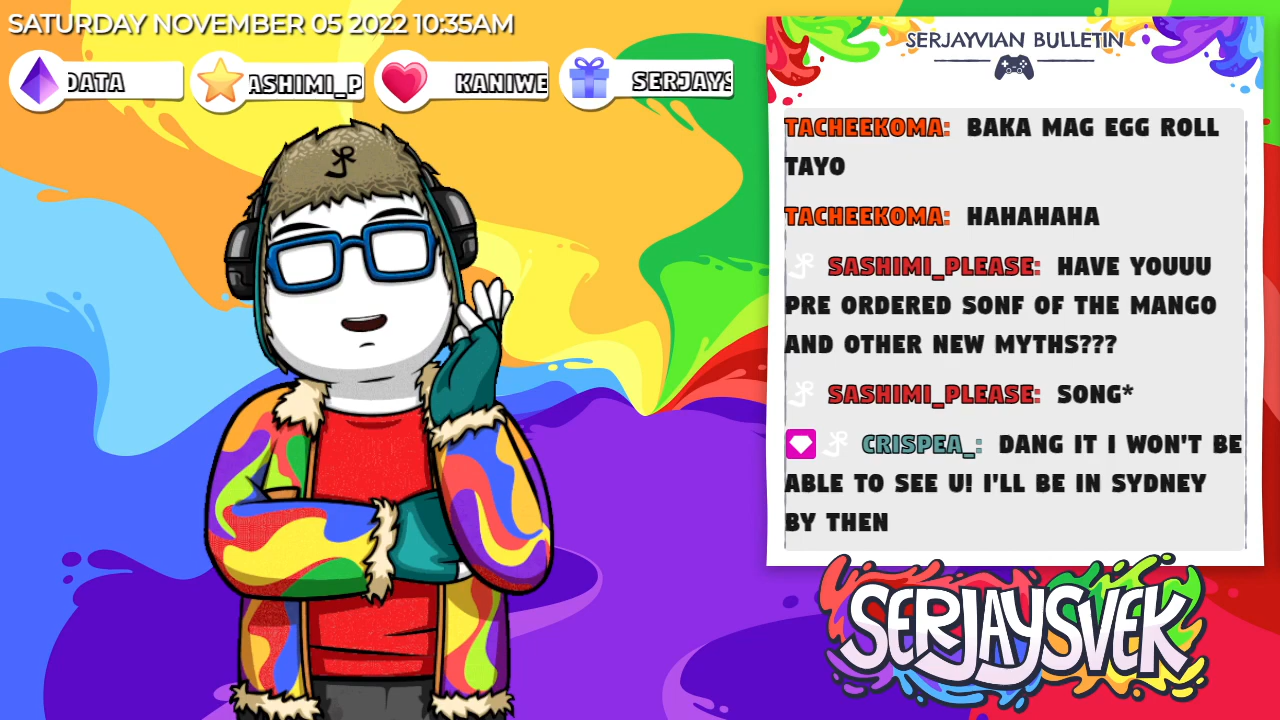 SATURDAY NOVEMBER 05 2022 10:35AM
DATA
ASHIMI_P
KANIWE
SERJAYS
SERJAYVIAN BULLETIN
TACHEEKOMA: BAKA MAG EGG ROLL
TAYO
TACHEEKOMA: HAHAHAHA
SASHIMI_PLEASE: HAVE YOUUU
PRE ORDERED SONF OF THE MANGO
AND OTHER NEW MYTHS???
SASHIMI_PLEASE: SONG*
CRISPEA_: DANG IT I WON'T BE
ABLE TO SEE U! I'LL BE IN SYDNEY
BY THEN
SERJAYSVEK